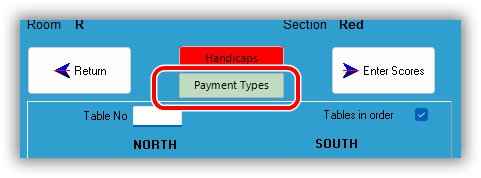 Room R Section Red
Handicaps
Return Payment Types Enter Scores
Table No Tables in order
NORTH SOUTH